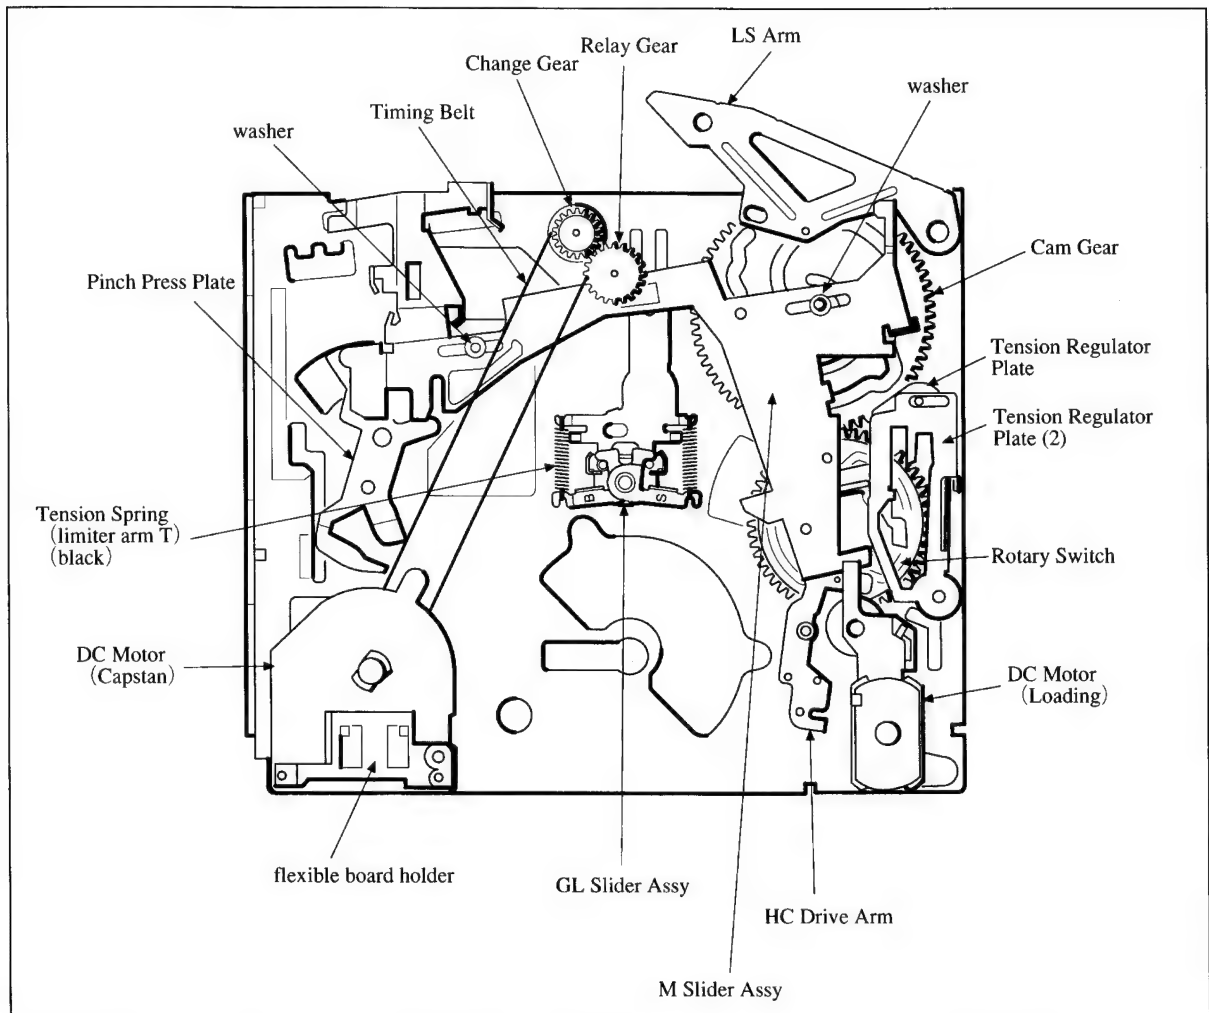 LS Arm
Relay Gear
Change Gear
washer
Timing Belt
washer
Cam Gear
Pinch Press Plate
Tension Regulator
Plate
Tension Regulator
Plate (2)
Tension Spring
(limiter arm T)
(black)
B
S
Rotary Switch
DC Motor
(Capstan)
DC Motor
(Loading)
flexible board holder
GL Slider Assy
HC Drive Arm
M Slider Assy